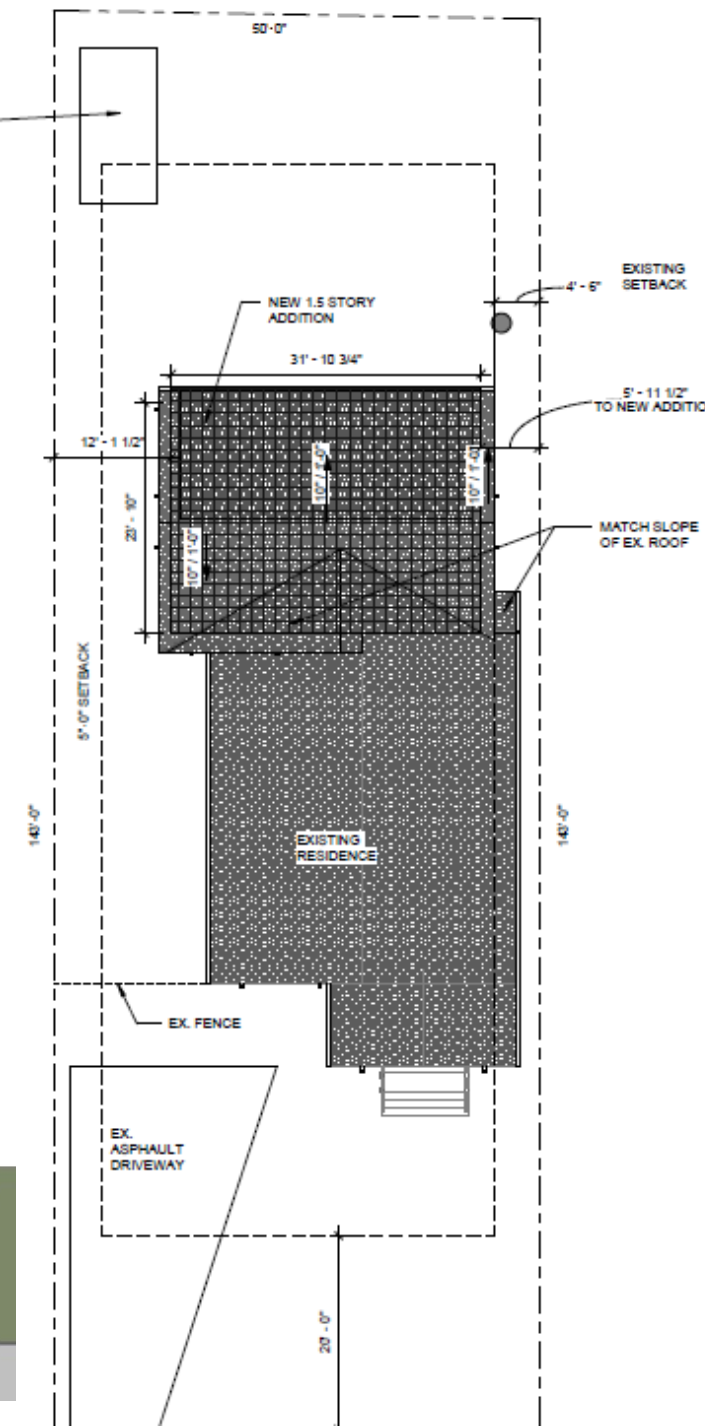 50'-0"
EXISTING
SETBACK
4' - 6"
NEW 1.5 STORY
ADDITION
31' - 10 3/4"
5' - 11 1/2"
TO NEW ADDITIO
12' - 1 1/2"
10" / 1'-0"
10" / 1'-0"
23' - 10"
10" / 1'-0"
MATCH SLOPE
OF EX. ROOF
5'-0" SETBACK
143'-0"
143'-0"
EXISTING
RESIDENCE
EX. FENCE
EX.
ASPHAULT
DRIVEWAY
20' - 0"